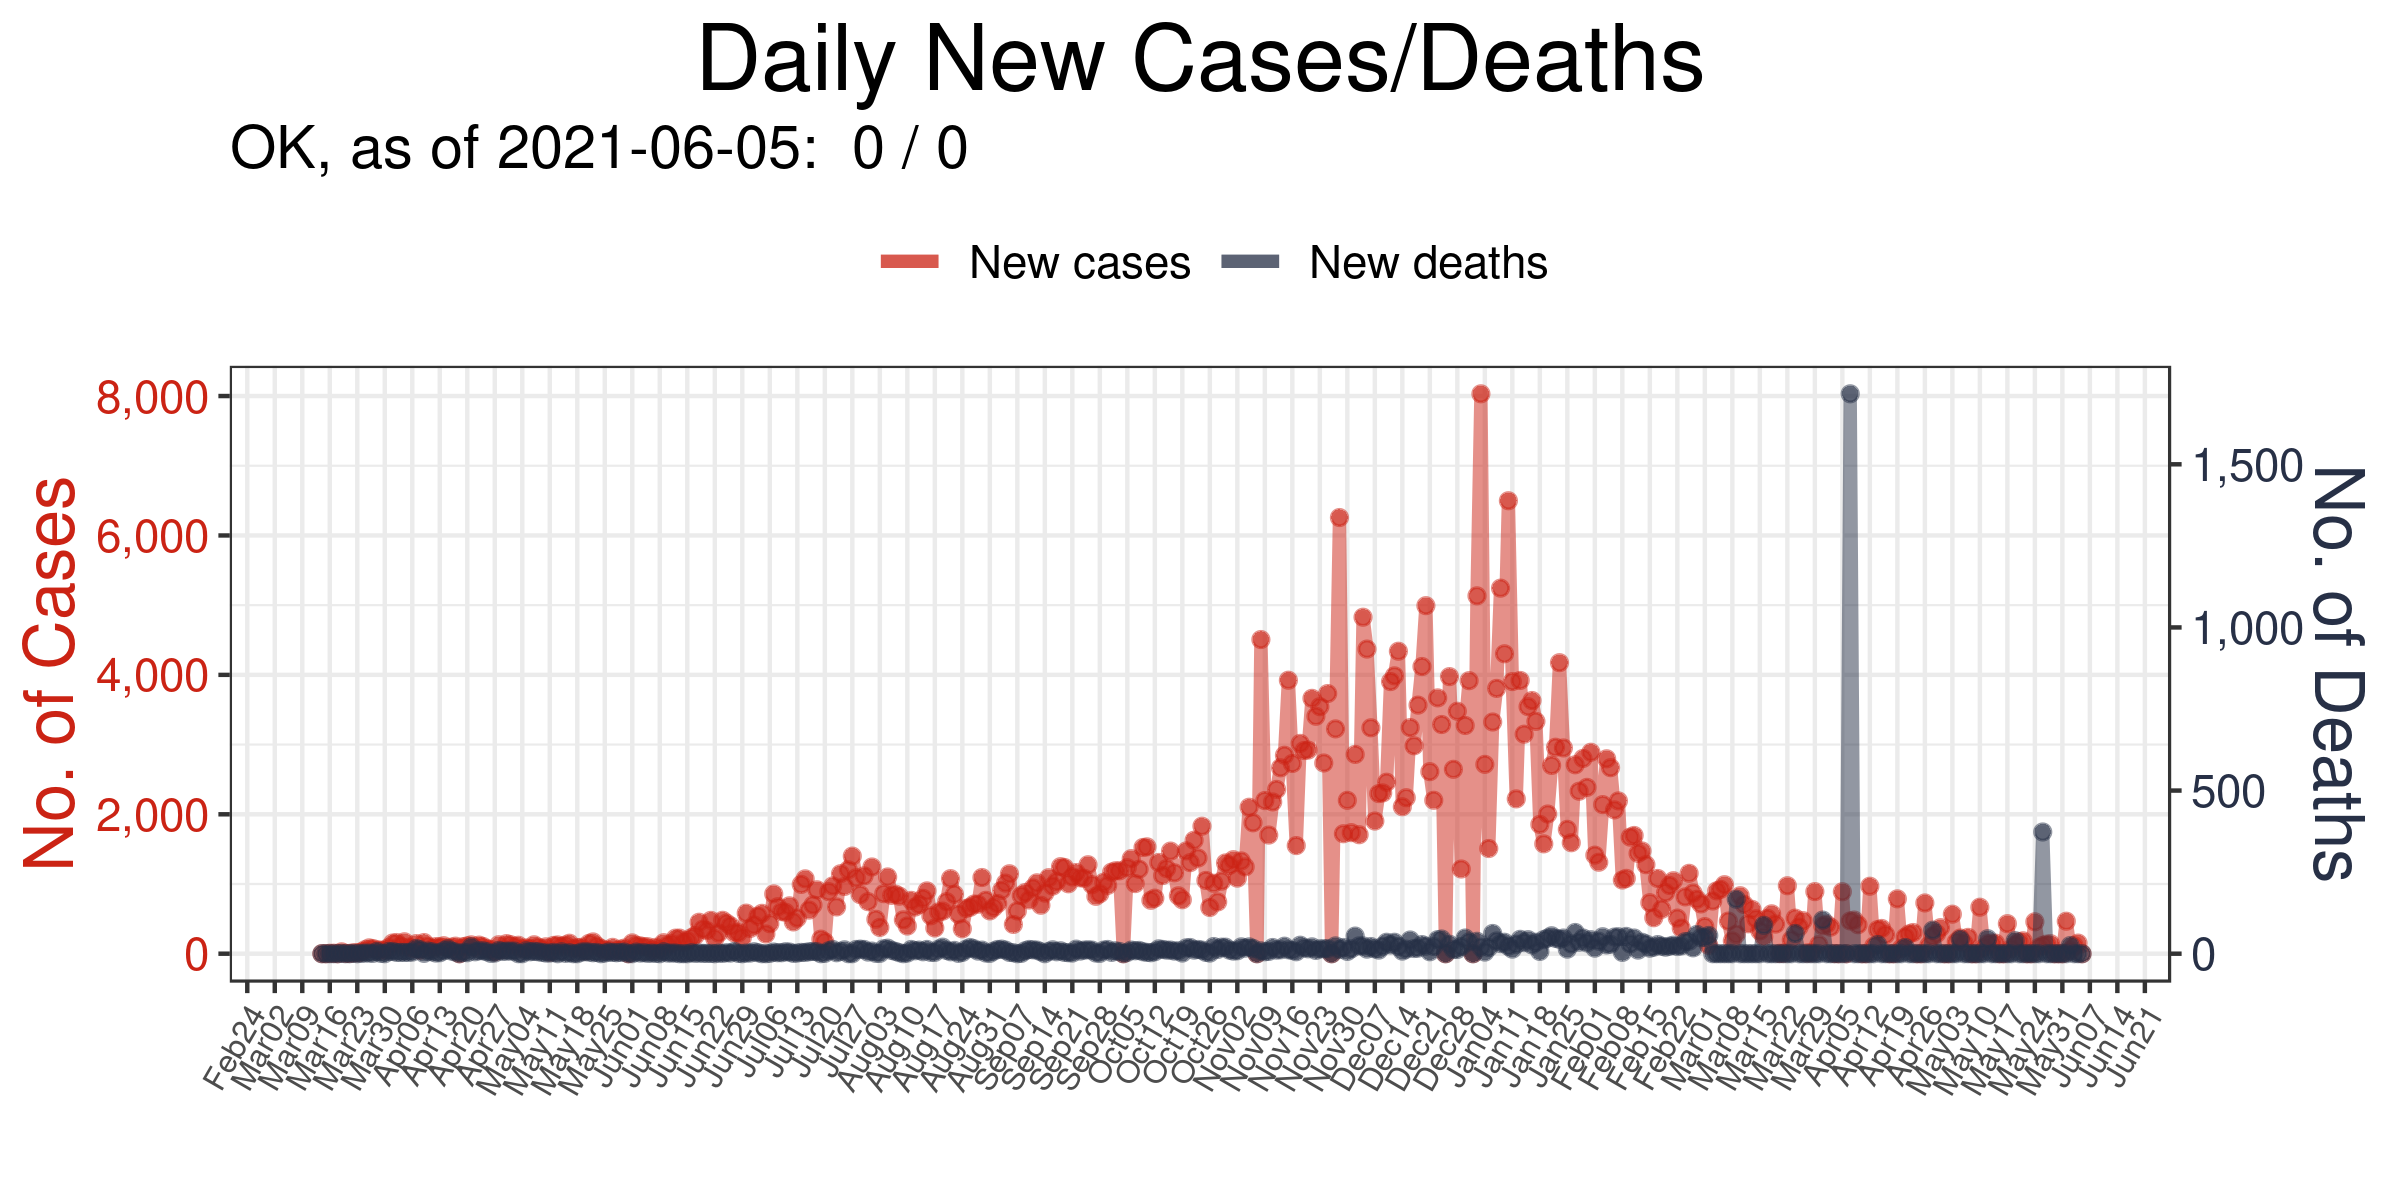 Daily New Cases/Deaths
OK, as of 2021-06-05:  0 / 0
New cases
New deaths
No. of Cases
8,000
6,000
4,000
2,000
0
1,500
1,000
500
0
No. of Deaths
Feb24
Mar02
Mar09
Mar16
Mar23
Mar30
Apr06
Apr13
Apr20
Apr27
May04
May11
May18
May25
Jun01
Jun08
Jun15
Jun22
Jun29
Jul06
Jul13
Jul20
Jul27
Aug03
Aug10
Aug17
Aug24
Aug31
Sep07
Sep14
Sep21
Sep28
Oct05
Oct12
Oct19
Oct26
Nov02
Nov09
Nov16
Nov23
Nov30
Dec07
Dec14
Dec21
Dec28
Jan04
Jan11
Jan18
Jan25
Feb01
Feb08
Feb15
Feb22
Mar01
Mar08
Mar15
Mar22
Mar29
Apr05
Apr12
Apr19
Apr26
May03
May10
May17
May24
May31
Jun07
Jun14
Jun21